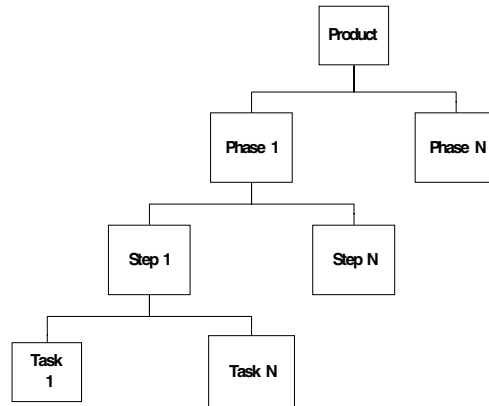 Product
Phase 1
Phase N
Step 1
Step N
Task
1
Task N